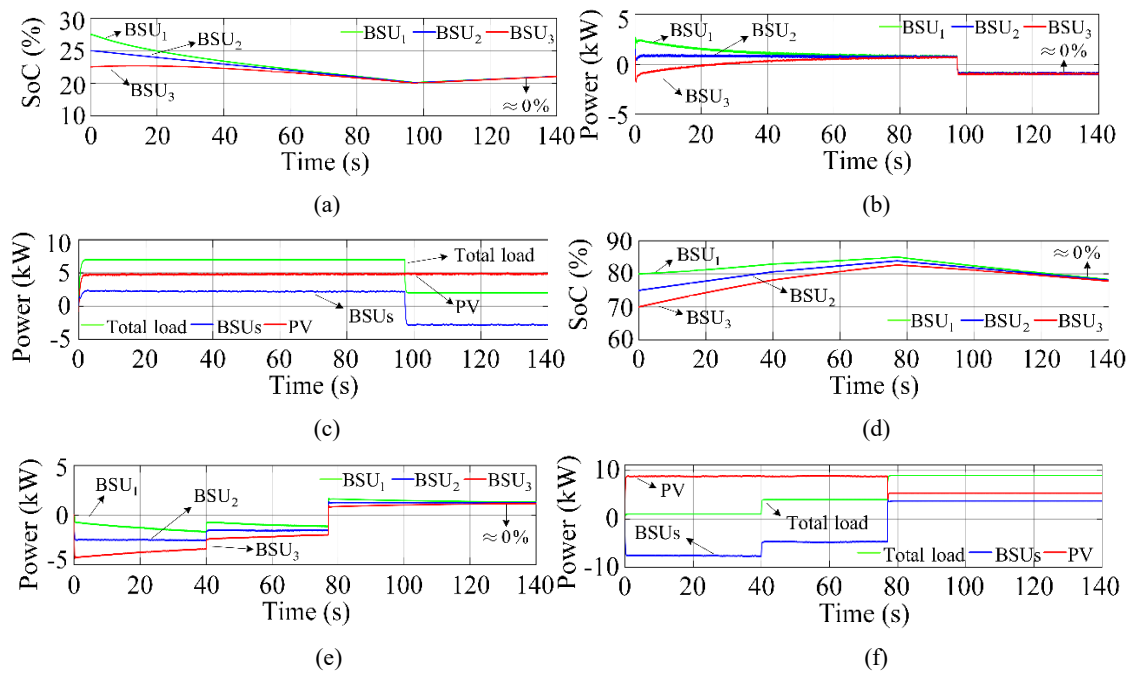 30
25
20
15
10
SoC (%)
BSU1
BSU2
BSU3
BSU1 BSU2 BSU3
≈0%
0 20 40 60 80 100 120 140
Time (s)
(a)
5
0
-5
Power (kW)
BSU1
BSU2
BSU3
BSU1 BSU2 BSU3
≈0%
0 20 40 60 80 100 120 140
Time (s)
(b)
10
5
0
-5
Power (kW)
Total load
PV
BSUs
Total load BSUs PV
0 20 40 60 80 100 120 140
Time (s)
(c)
90
80
70
60
SoC (%)
BSU1
BSU2
BSU3
≈0%
BSU1 BSU2 BSU3
0 20 40 60 80 100 120 140
Time (s)
(d)
5
0
-5
Power (kW)
BSU1
BSU2
BSU3
BSU1 BSU2 BSU3
≈0%
0 20 40 60 80 100 120 140
Time (s)
(e)
10
0
-10
Power (kW)
PV
Total load
BSUs
Total load BSUs PV
0 20 40 60 80 100 120 140
Time (s)
(f)